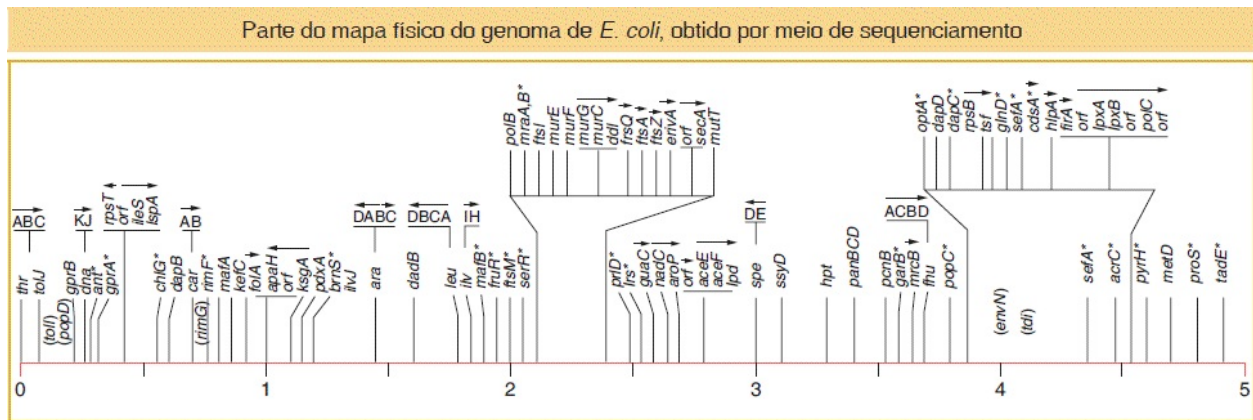 Parte do mapa físico do genoma de E. coli, obtido por meio de sequenciamento
polB mraA,B* ftsI murE murF murG murC ddl frsQ ftsA ftsZ envA orf secA* mutT
optA* dapD dapC* rpsB tsf glnD* sefA* cdsA* hlpA firA* orf lpxA lpxB orf polC orf
rpsT orf ileS lspA
ABC KJ AB DABC DBCA IH DE ACBD
thr tolJ (tolI) (popD) gprB dna ant* gprA* chlG* dapB car (rimG) rimF* mafA kefC folA apaH orf ksgA pdxA brnS* ilvJ ara dadB leu ilv mafB* fruR* ftsM* serR* prlD* lrs* guaC nadC aroP orf aceE aceF lpd spe ssyD hpt panBCD pcnB garB* mrcB fhu popC* (envN) (tdi) sefA* acrC* pyrH* metD proS* tadE*
0 1 2 3 4 5